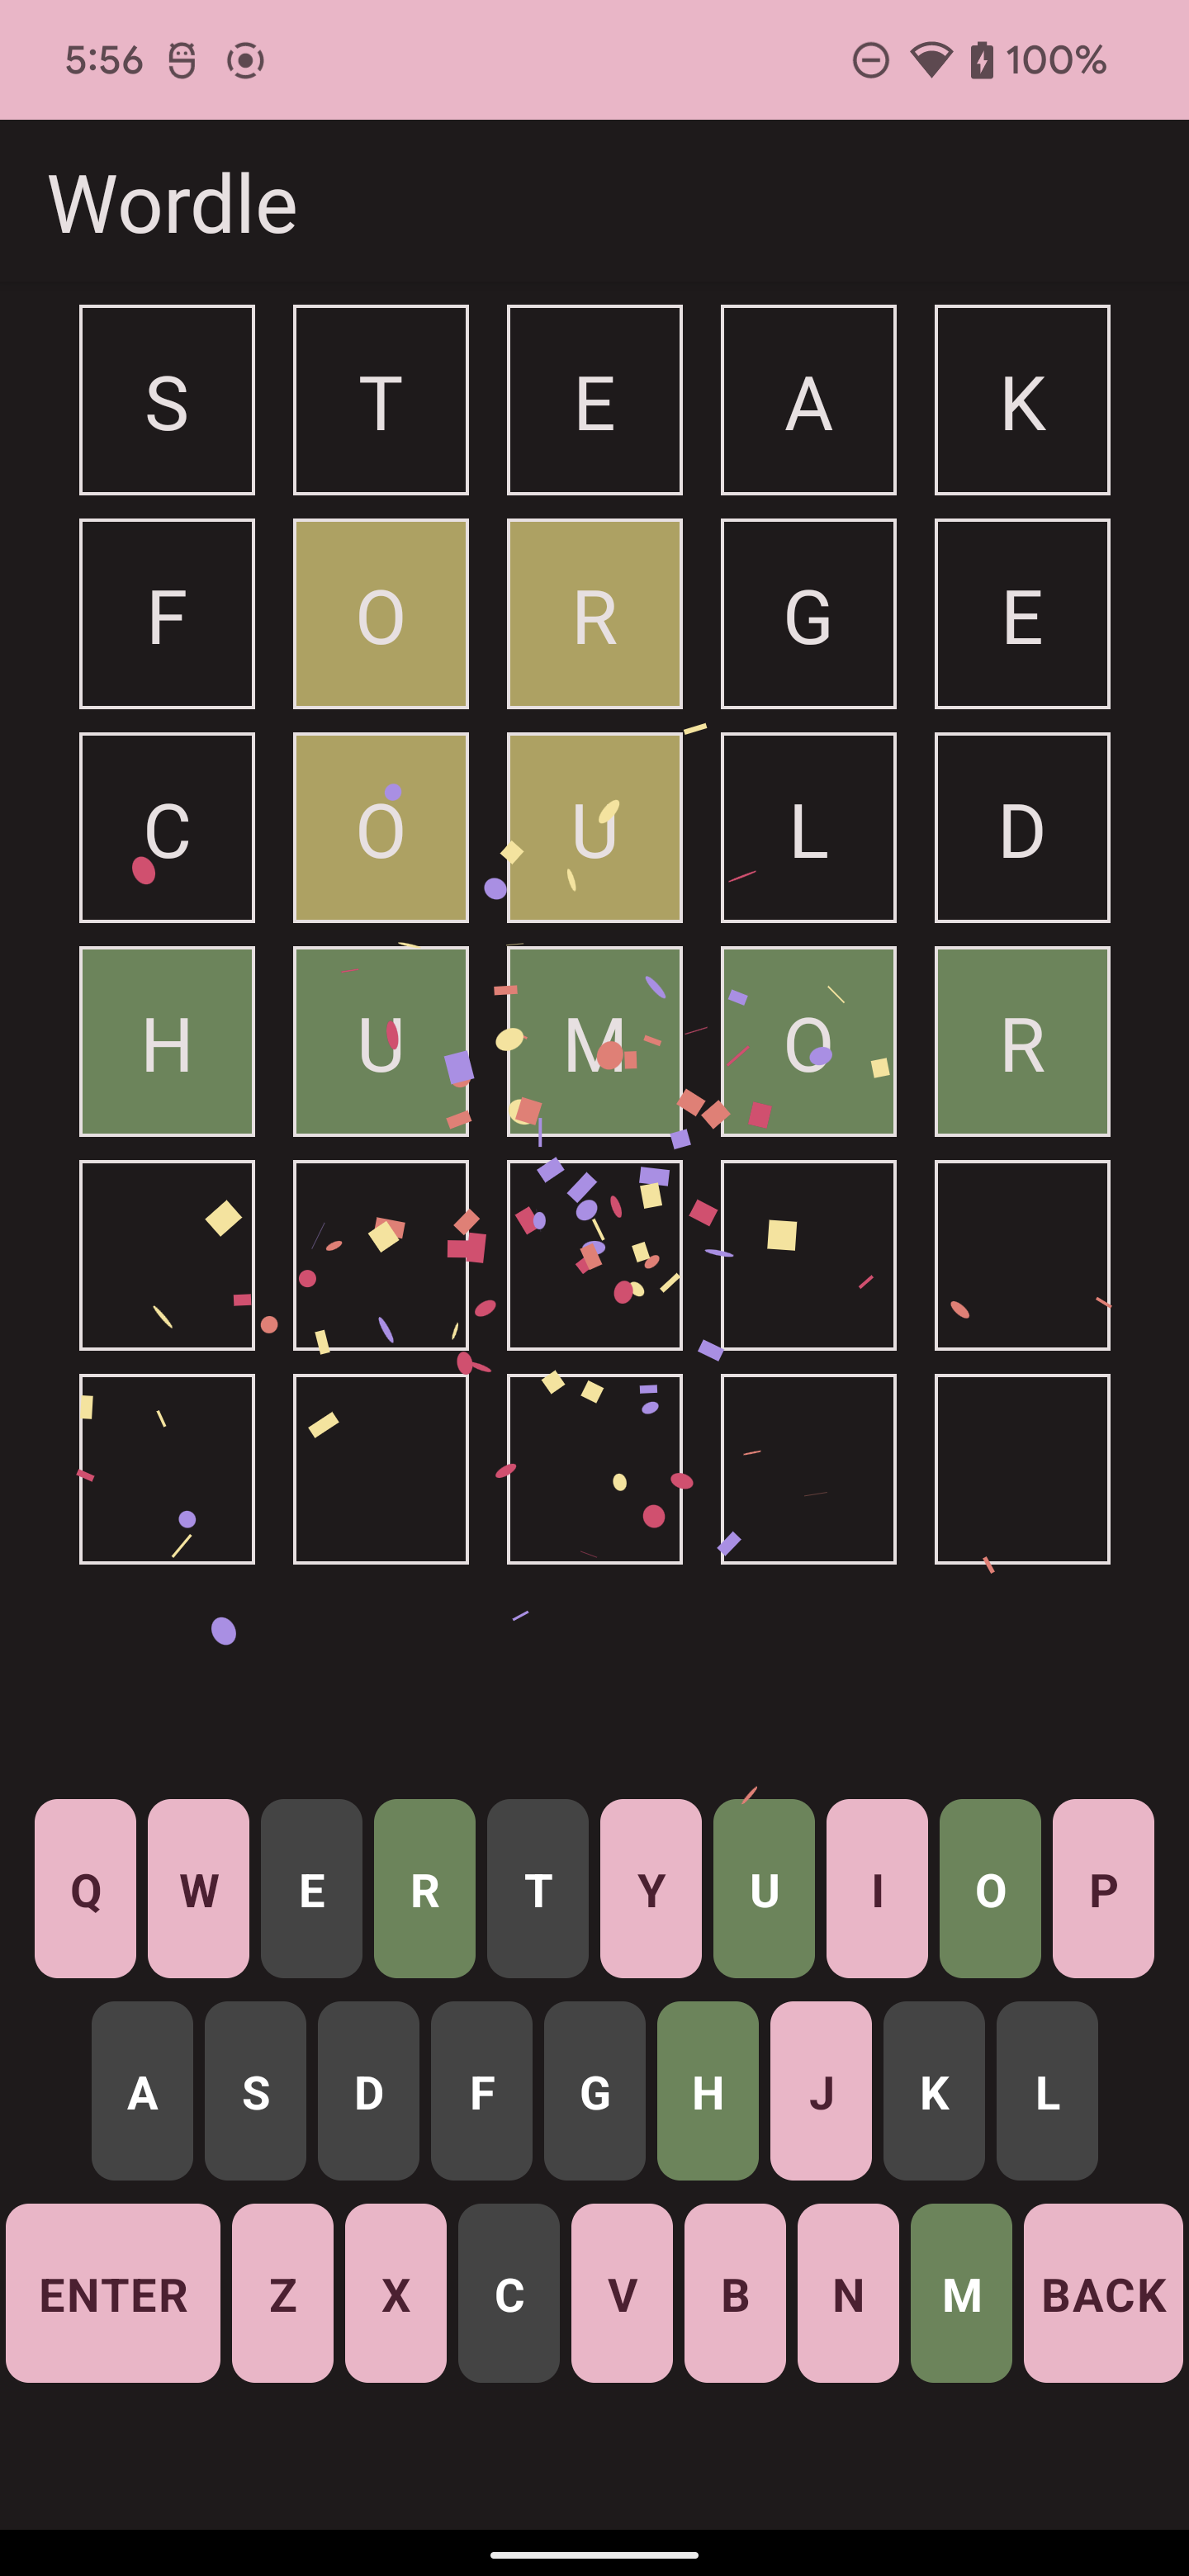 5:56 100%
Wordle
S T E A K
F O R G E
C O U L D
H U M O R
Q W E R T Y U I O P
A S D F G H J K L
ENTER Z X C V B N M BACK